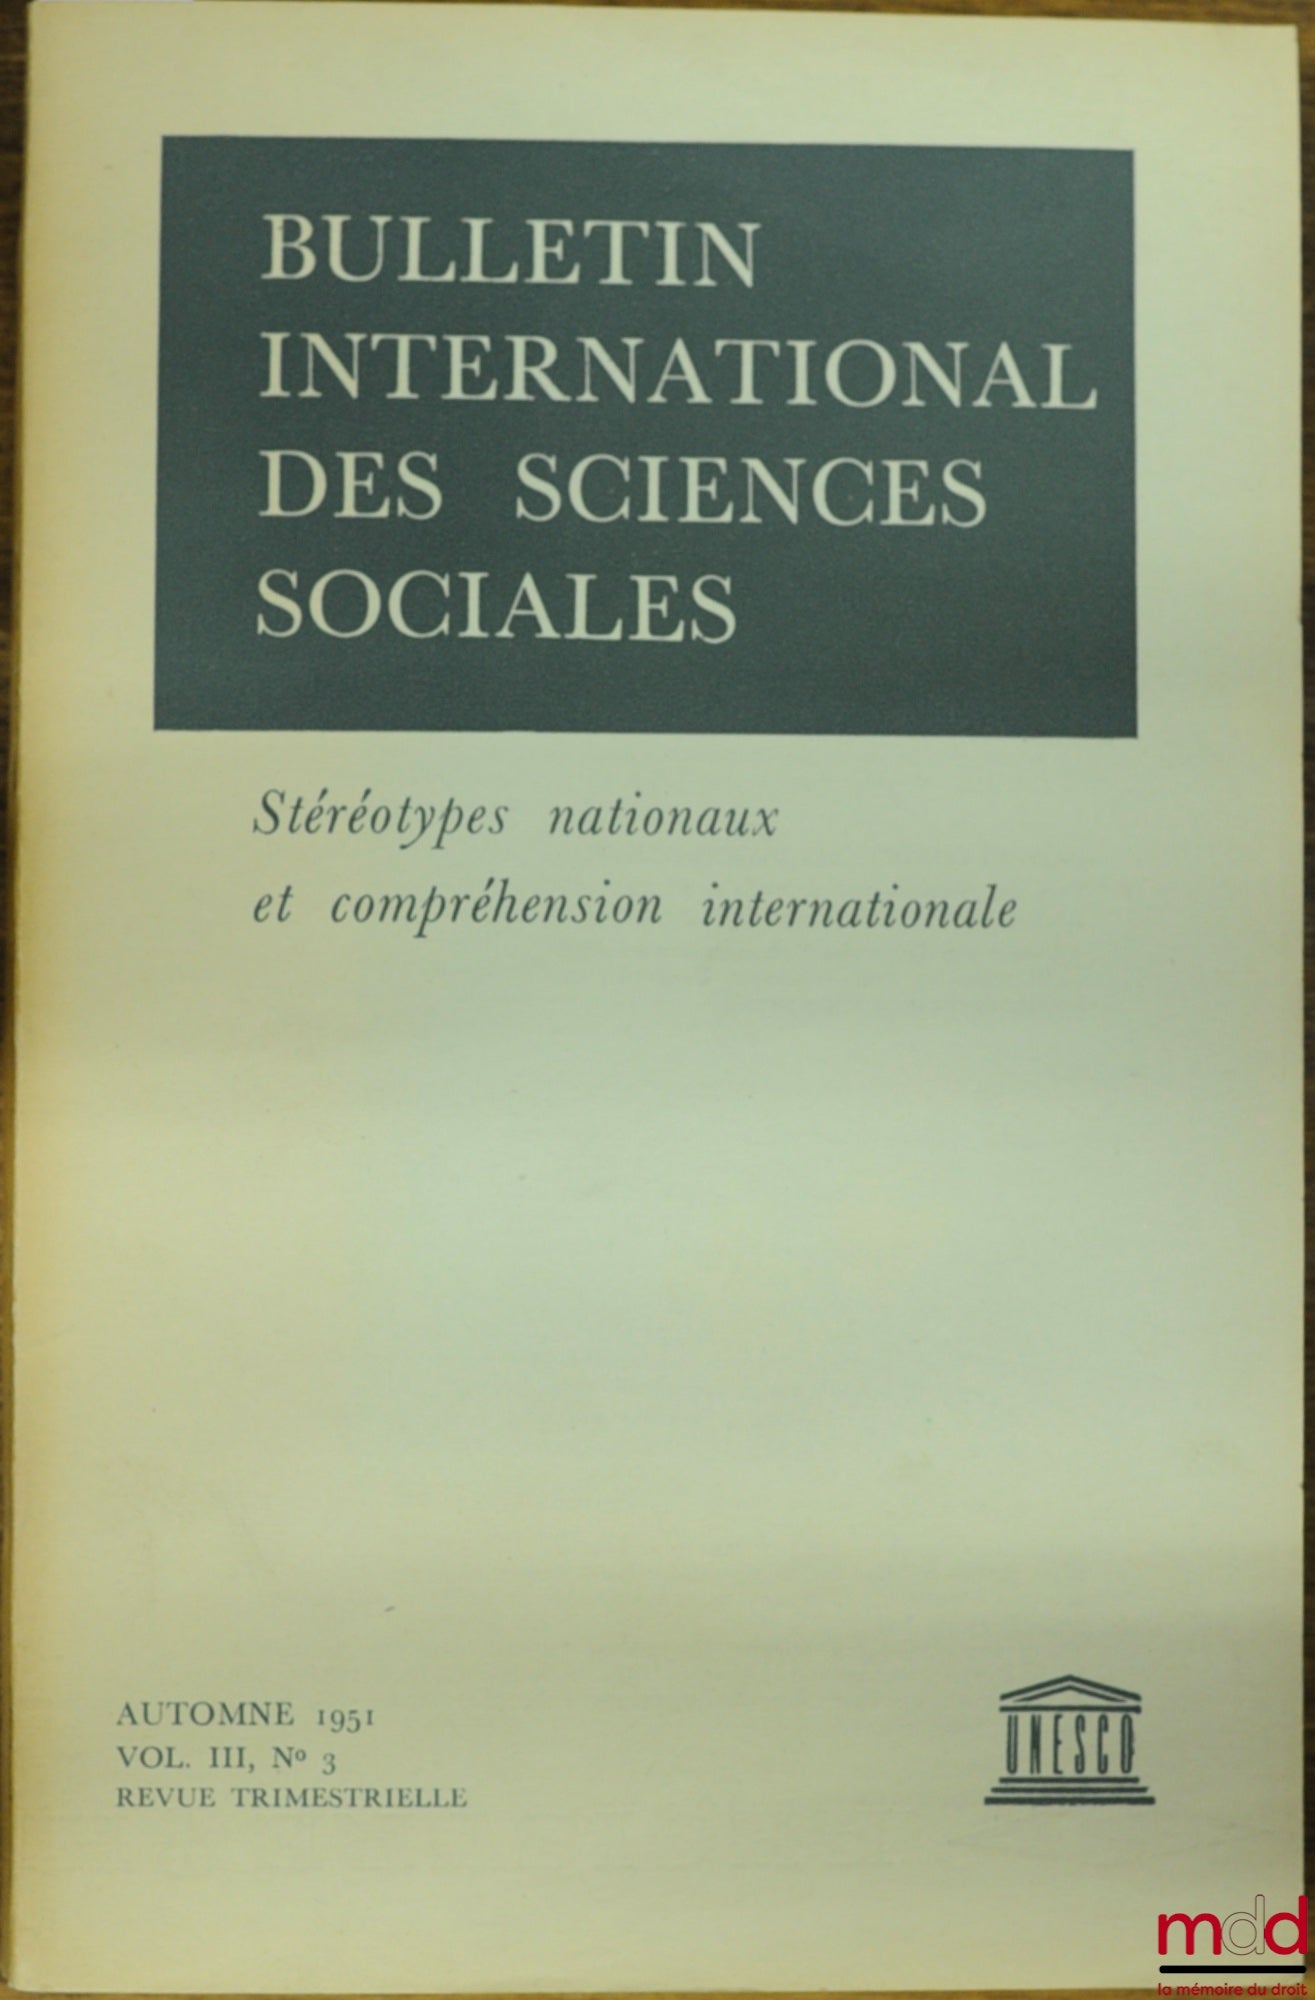 BULLETIN
INTERNATIONAL
DES SCIENCES
SOCIALES
Stéréotypes nationaux
et compréhension internationale
AUTOMNE 1951
VOL. III, Nº 3
REVUE TRIMESTRIELLE
UNESCO
mdd
la mémoire du droit